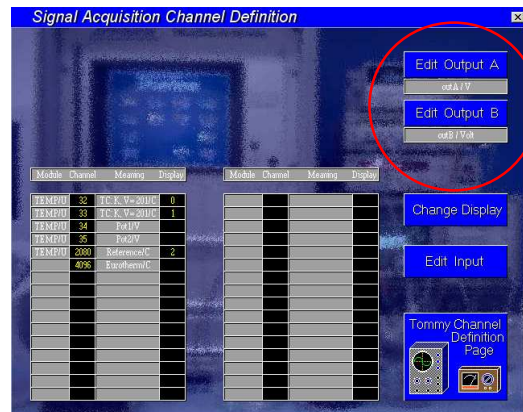 Signal Acquisition Channel Definition
Edit Output A
outA / V
Edit Output B
outB / Volt
Module Channel Meaning Display
Module Channel Meaning Display
TEMP/U 32 TC: K, V= 201/C 0
TEMP/U 33 TC: K, V= 201/C 1
TEMP/U 34 Pot1/V
TEMP/U 35 Pot2/V
TEMP/U 2080 Reference/C 2
4096 Eurotherm/C
Change Display
Edit Input
Tommy Channel
Definition
Page